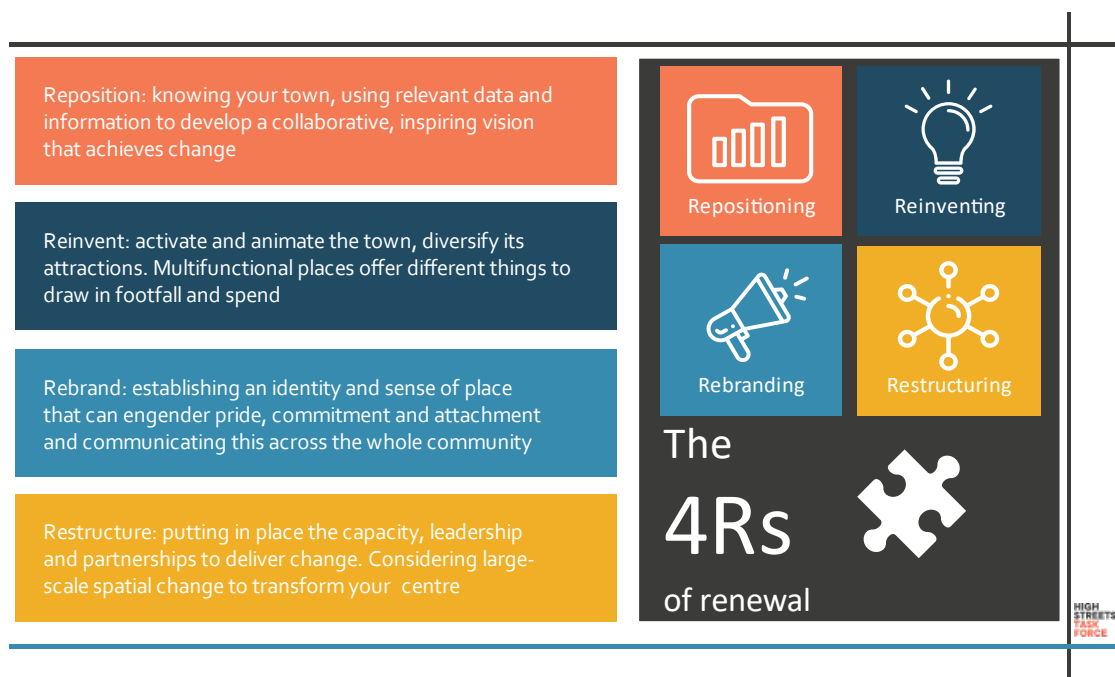 Reposition: knowing your town, using relevant data and
information to develop a collaborative, inspiring vision
that achieves change
Reinvent: activate and animate the town, diversify its
attractions. Multifunctional places offer different things to
draw in footfall and spend
Rebrand: establishing an identity and sense of place
that can engender pride, commitment and attachment
and communicating this across the whole community
Restructure: putting in place the capacity, leadership
and partnerships to deliver change. Considering large-
scale spatial change to transform your  centre
Repositioning
Reinventing
Rebranding
Restructuring
The
4Rs
of renewal
HIGH
STREETS
TASK
FORCE